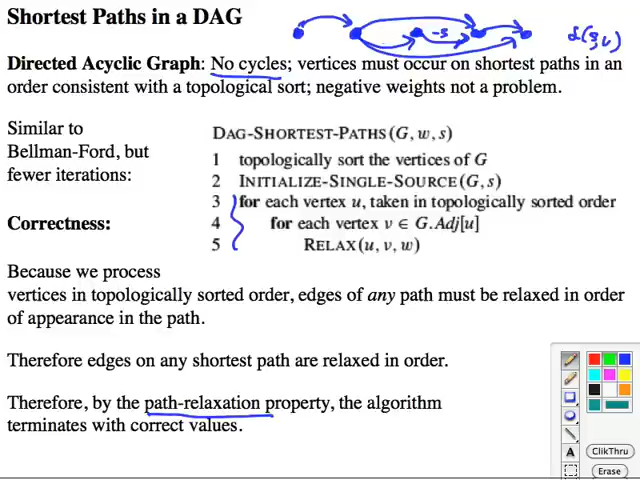 Shortest Paths in a DAG
-5
Directed Acyclic Graph: No cycles; vertices must occur on shortest paths in an
order consistent with a topological sort; negative weights not a problem.
Similar to
Bellman-Ford, but
fewer iterations:
DAG-SHORTEST-PATHS(G, w, s)
1 topologically sort the vertices of G
2 INITIALIZE-SINGLE-SOURCE(G, s)
3 for each vertex u, taken in topologically sorted order
4 for each vertex v ∈ G.Adj[u]
5 RELAX(u, v, w)
Correctness:
Because we process
vertices in topologically sorted order, edges of any path must be relaxed in order
of appearance in the path.
Therefore edges on any shortest path are relaxed in order.
Therefore, by the path-relaxation property, the algorithm
terminates with correct values.
A
ClikThru
Erase